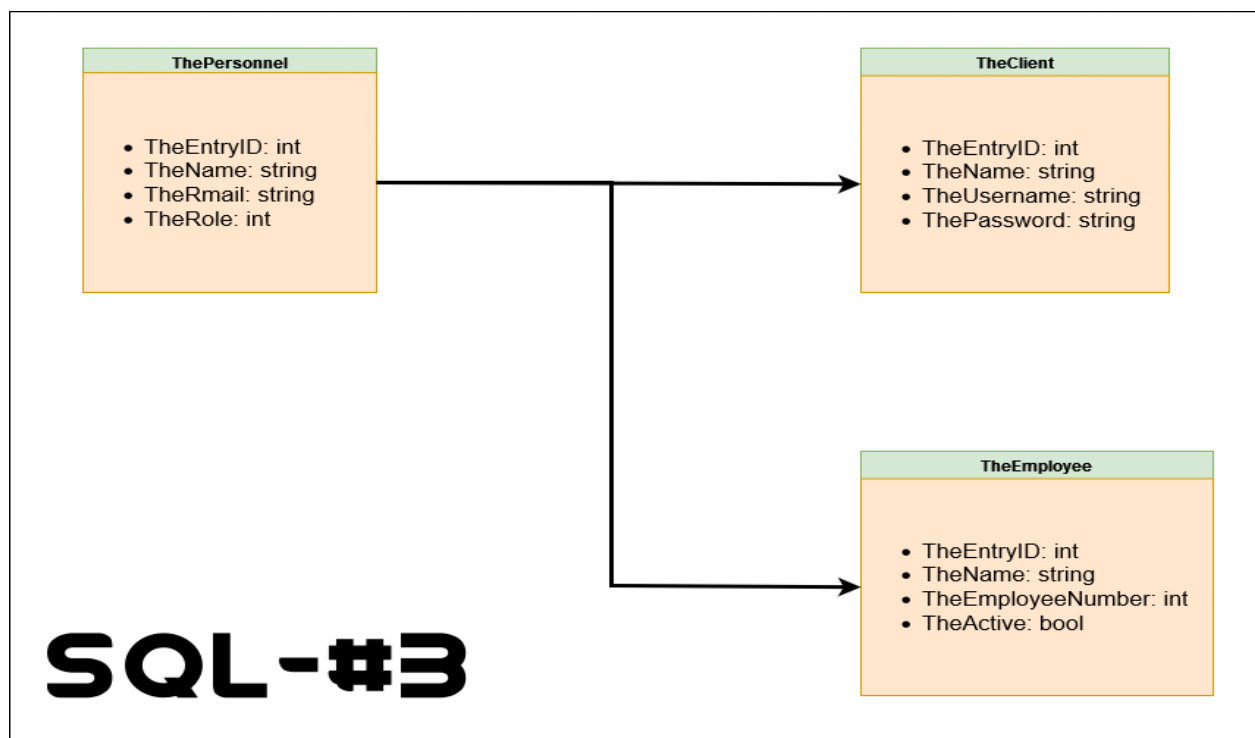 ThePersonnel
• TheEntryID: int
• TheName: string
• TheRmail: string
• TheRole: int
TheClient
• TheEntryID: int
• TheName: string
• TheUsername: string
• ThePassword: string
TheEmployee
• TheEntryID: int
• TheName: string
• TheEmployeeNumber: int
• TheActive: bool
SQL-#3